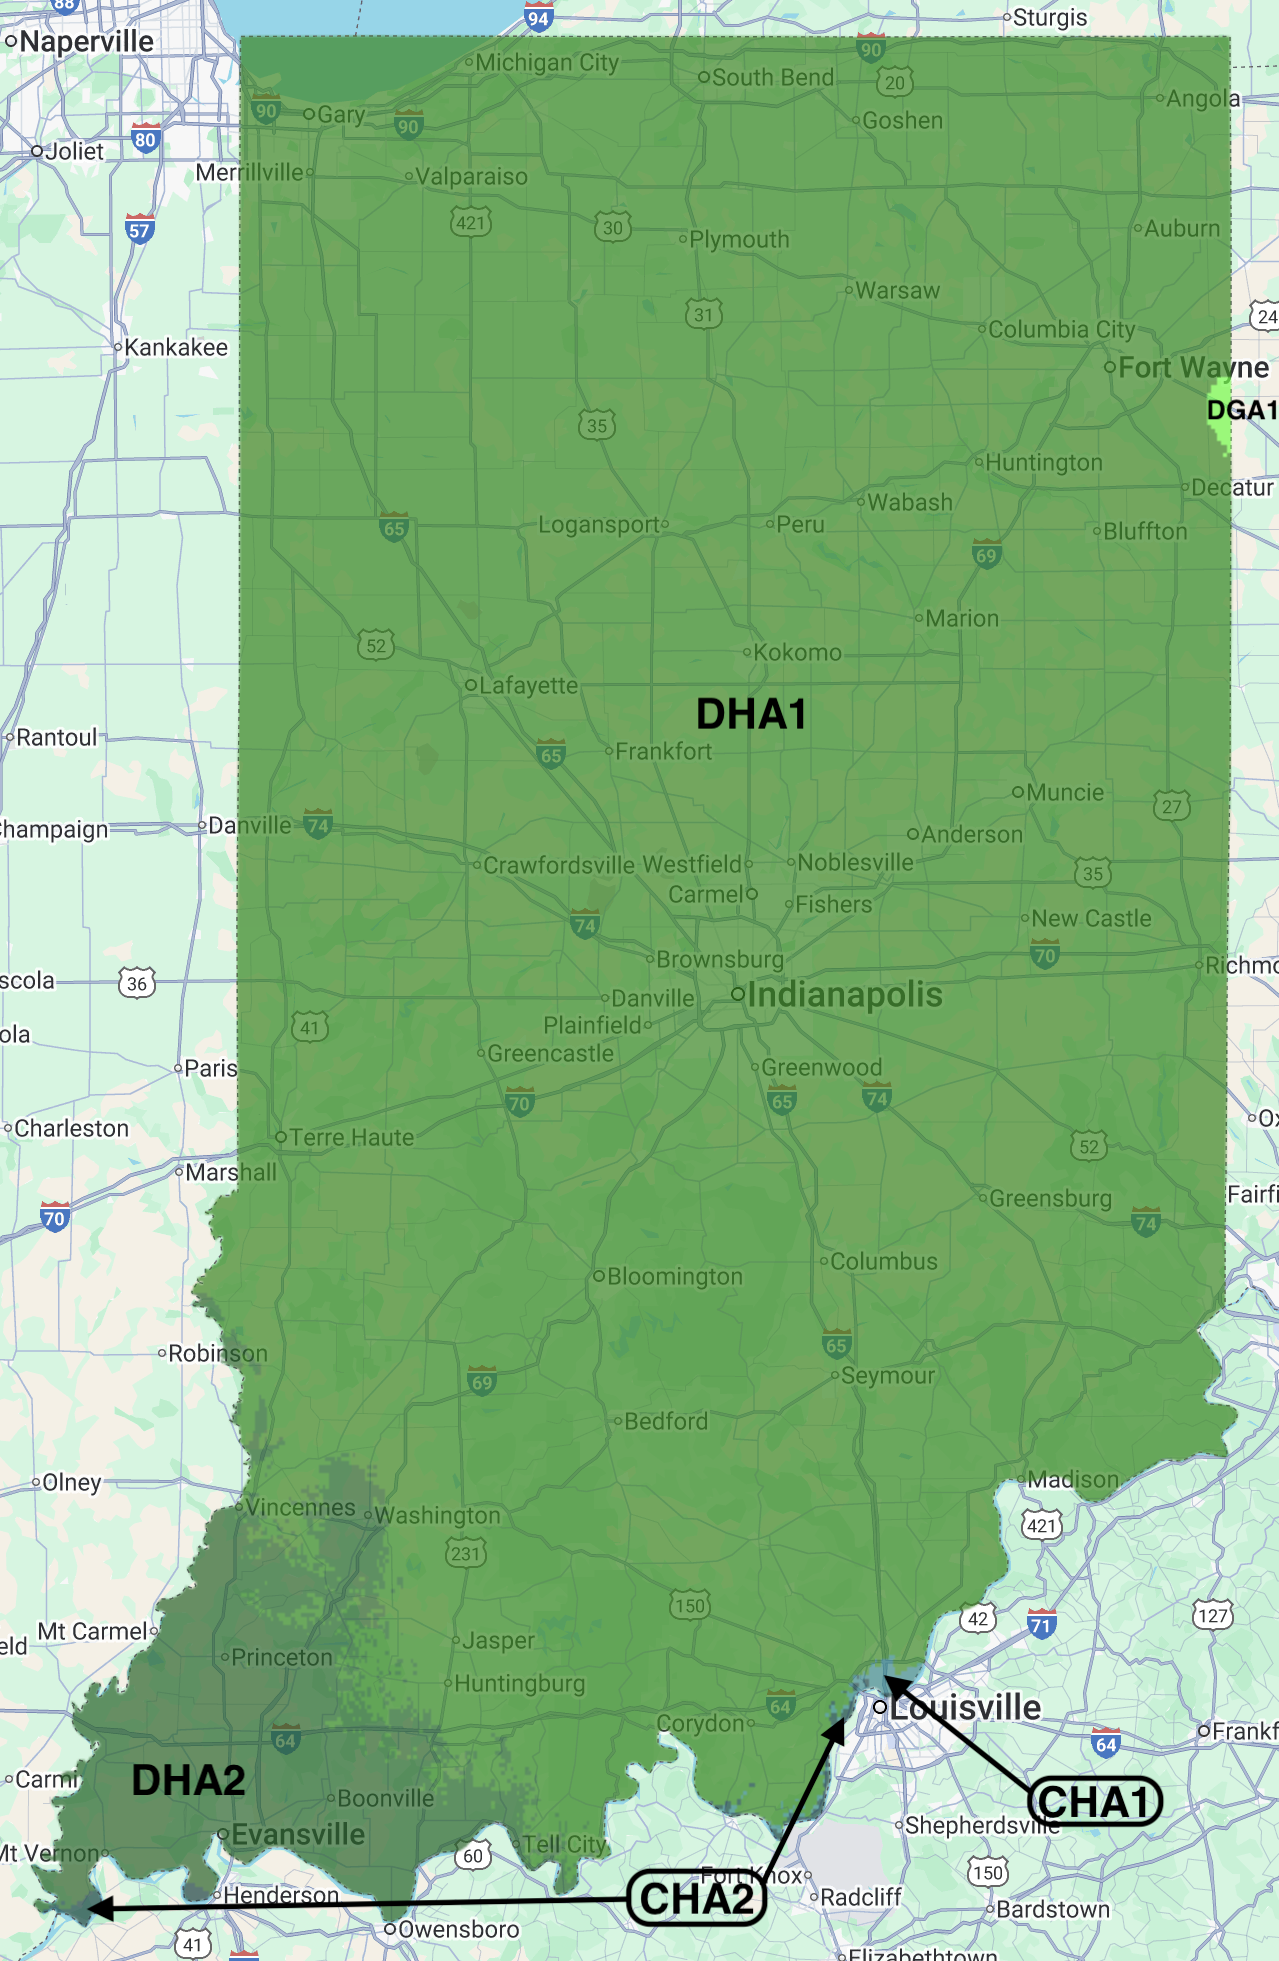 88
94
Sturgis
Naperville
90
Michigan City
South Bend
20
Angola
90
Gary
90
Goshen
80
Joliet
Merrillville
Valparaiso
421
30
57
Auburn
Plymouth
Warsaw
31
24
Columbia City
Kankakee
Fort Wayne
DGA1
35
Huntington
Decatur
Wabash
65
Logansport
Peru
Bluffton
69
Marion
52
Kokomo
Lafayette
DHA1
Rantoul
65
Frankfort
Muncie
27
Champaign
Danville
74
Anderson
Crawfordsville
Westfield
Noblesville
35
Carmel
Fishers
74
New Castle
70
Brownsburg
Richmo
scola
36
Danville
Indianapolis
41
Plainfield
ola
Greencastle
Paris
Greenwood
70
65
74
Ox
Charleston
Terre Haute
52
Marshall
Greensburg
Fairfi
70
74
Columbus
Bloomington
65
Robinson
69
Seymour
Bedford
Olney
Madison
Vincennes
Washington
421
231
150
42
71
127
Mt Carmel
eld
Jasper
Princeton
Huntingburg
64
Louisville
Corydon
64
64
Frankf
Carmi
DHA2
Boonville
CHA1
Shepherdsville
Evansville
Tell City
Mt Vernon
60
Fort Knox
150
Henderson
CHA2
Radcliff
Bardstown
Owensboro
41
Elizabethtown